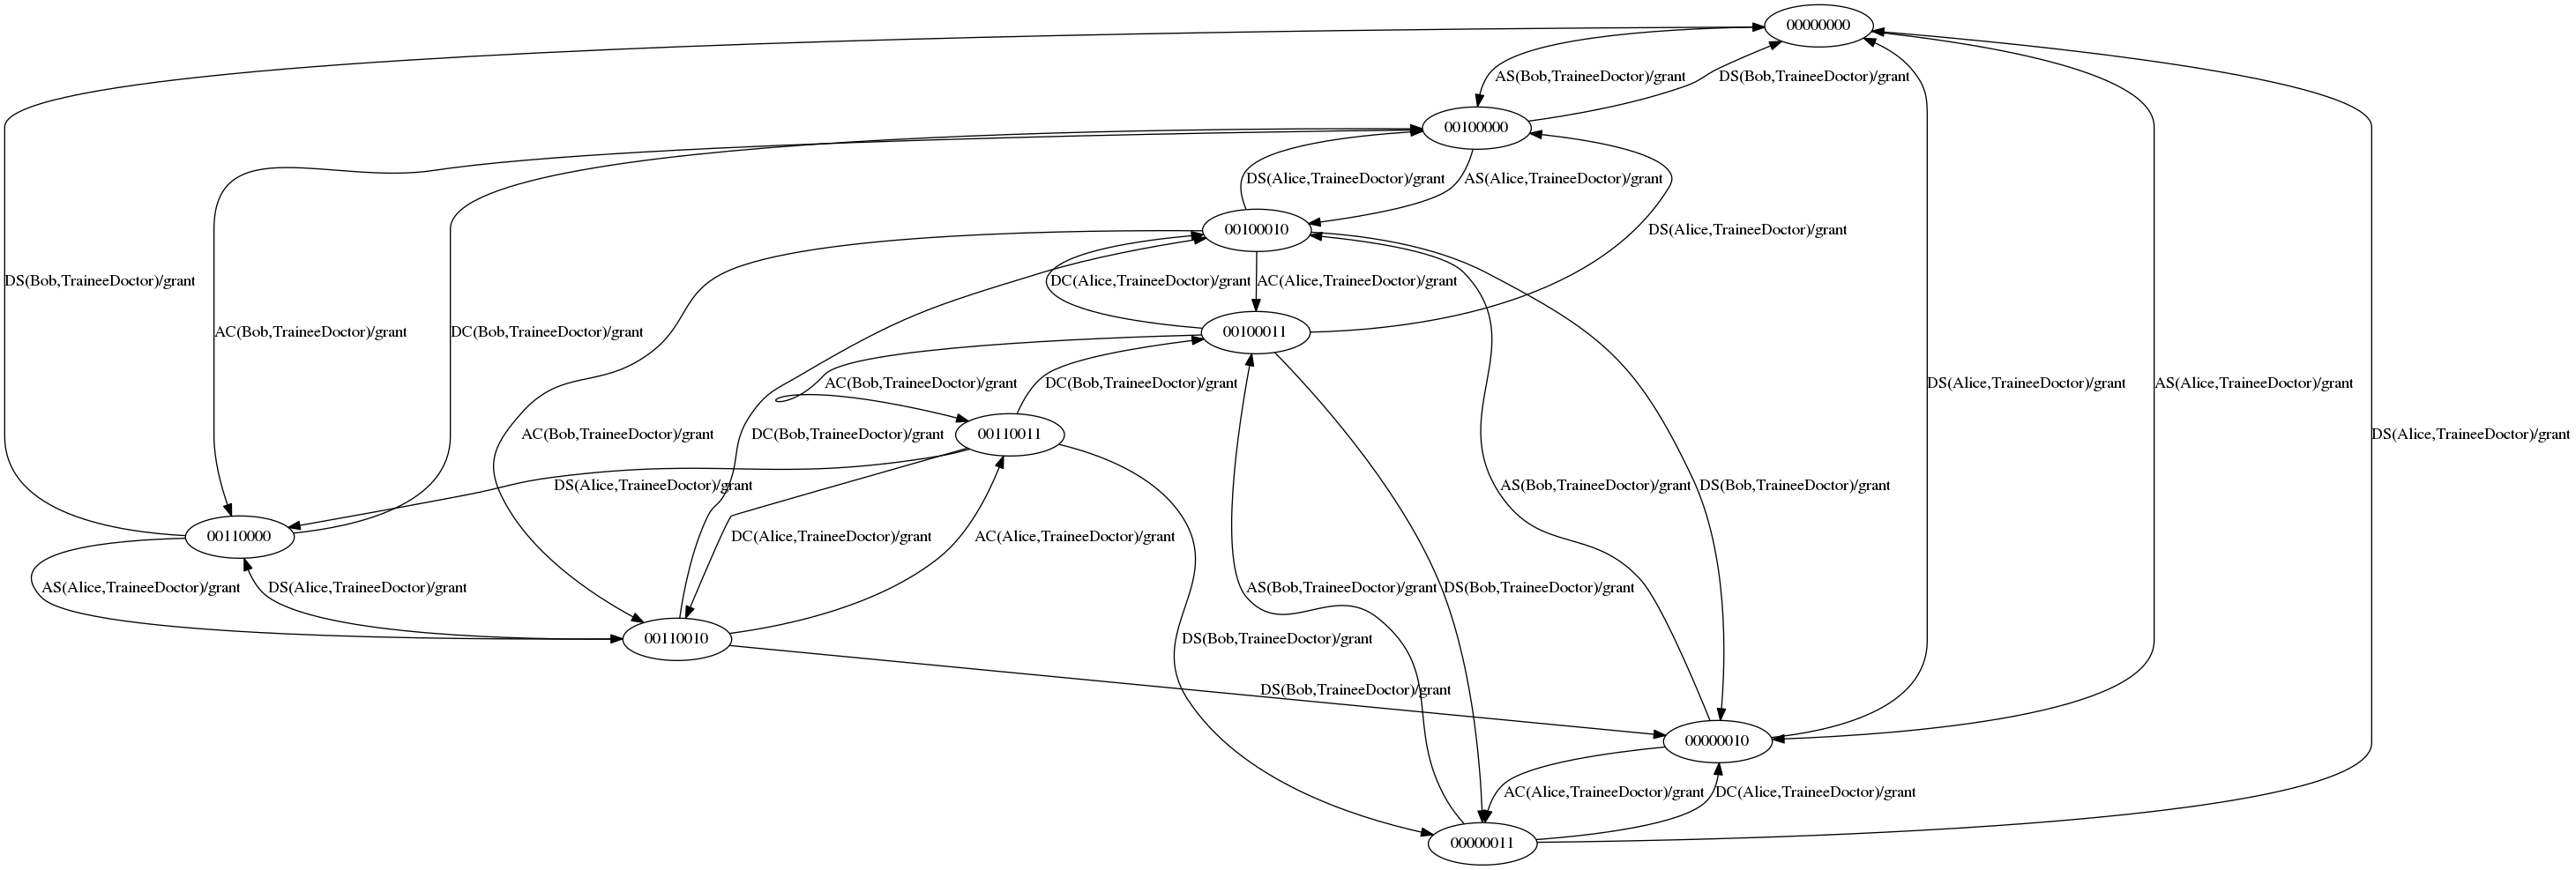 00000000
AS(Bob,TraineeDoctor)/grant
DS(Bob,TraineeDoctor)/grant
00100000
DS(Alice,TraineeDoctor)/grant
AS(Alice,TraineeDoctor)/grant
00100010
DS(Alice,TraineeDoctor)/grant
DS(Bob,TraineeDoctor)/grant
DC(Alice,TraineeDoctor)/grant
AC(Alice,TraineeDoctor)/grant
AC(Bob,TraineeDoctor)/grant
DC(Bob,TraineeDoctor)/grant
00100011
AC(Bob,TraineeDoctor)/grant
DC(Bob,TraineeDoctor)/grant
DS(Alice,TraineeDoctor)/grant
AS(Alice,TraineeDoctor)/grant
AC(Bob,TraineeDoctor)/grant
DC(Bob,TraineeDoctor)/grant
00110011
DS(Alice,TraineeDoctor)/grant
DS(Alice,TraineeDoctor)/grant
AS(Bob,TraineeDoctor)/grant
DS(Bob,TraineeDoctor)/grant
00110000
DC(Alice,TraineeDoctor)/grant
AC(Alice,TraineeDoctor)/grant
AS(Alice,TraineeDoctor)/grant
DS(Alice,TraineeDoctor)/grant
AS(Bob,TraineeDoctor)/grant
DS(Bob,TraineeDoctor)/grant
00110010
DS(Bob,TraineeDoctor)/grant
DS(Bob,TraineeDoctor)/grant
00000010
AC(Alice,TraineeDoctor)/grant
DC(Alice,TraineeDoctor)/grant
00000011